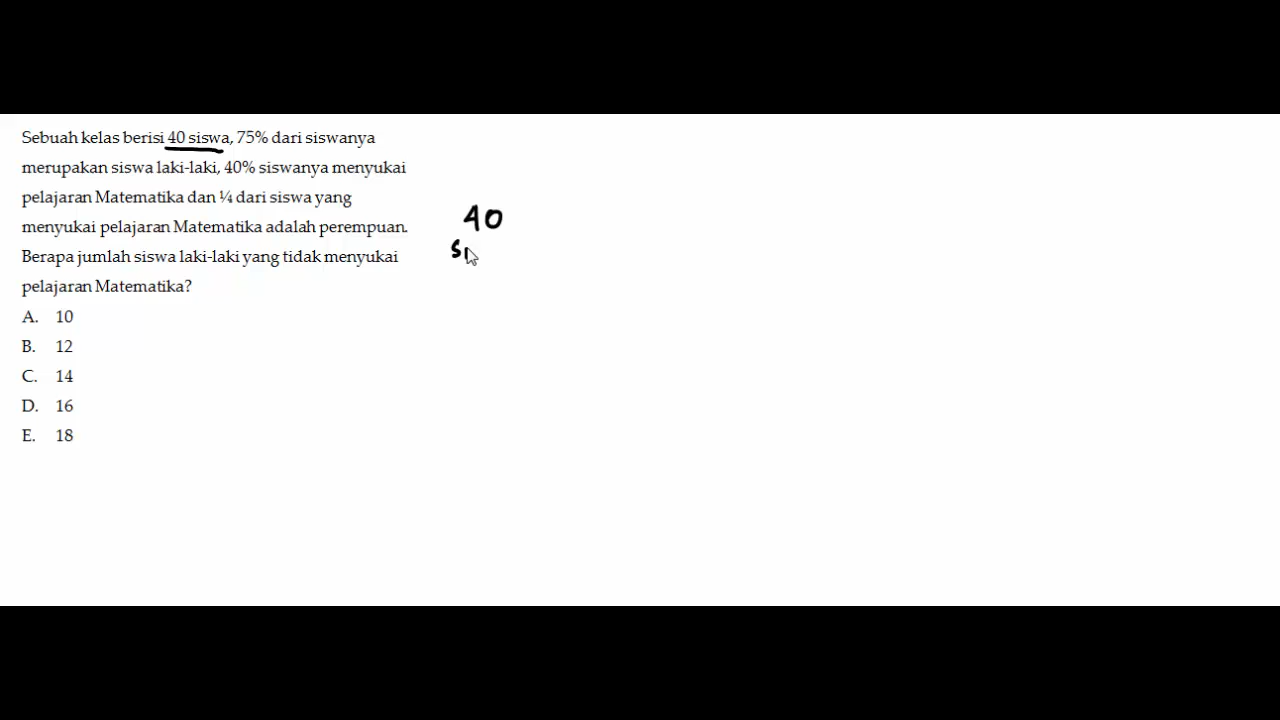 Sebuah kelas berisi 40 siswa, 75% dari siswanya
merupakan siswa laki-laki, 40% siswanya menyukai
pelajaran Matematika dan ¼ dari siswa yang
menyukai pelajaran Matematika adalah perempuan.
Berapa jumlah siswa laki-laki yang tidak menyukai
pelajaran Matematika?
A. 10
B. 12
C. 14
D. 16
E. 18
40